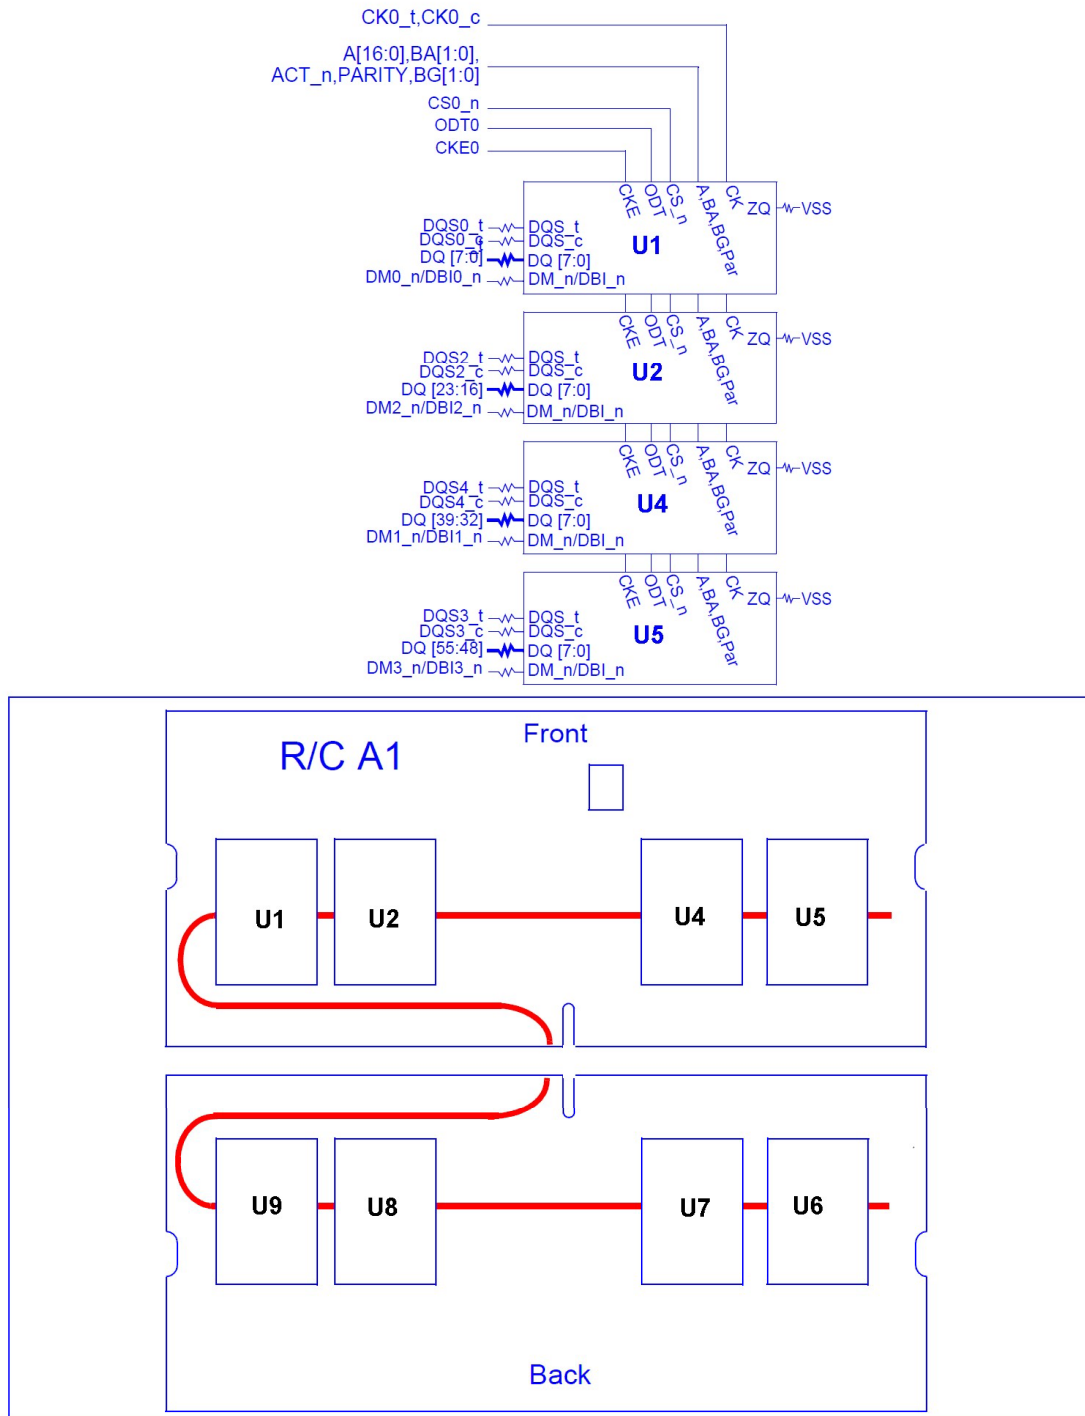 CK0_t,CK0_c
A[16:0],BA[1:0],
ACT_n,PARITY,BG[1:0]
CS0_n
ODT0
CKE0
CKE ODT CS_n A,BA,BG,Par CK ZQ VSS
DQS0_t DQS_t
DQS0_c DQS_c
U1
DQ [7:0] DQ [7:0]
DM0_n/DBI0_n DM_n/DBI_n
CKE ODT CS_n A,BA,BG,Par CK ZQ VSS
DQS2_t DQS_t
DQS2_c DQS_c
U2
DQ [23:16] DQ [7:0]
DM2_n/DBI2_n DM_n/DBI_n
CKE ODT CS_n A,BA,BG,Par CK ZQ VSS
DQS4_t DQS_t
DQS4_c DQS_c
U4
DQ [39:32] DQ [7:0]
DM1_n/DBI1_n DM_n/DBI_n
CKE ODT CS_n A,BA,BG,Par CK ZQ VSS
DQS3_t DQS_t
DQS3_c DQS_c
U5
DQ [55:48] DQ [7:0]
DM3_n/DBI3_n DM_n/DBI_n
Front
R/C A1
U1 U2 U4 U5
U9 U8 U7 U6
Back